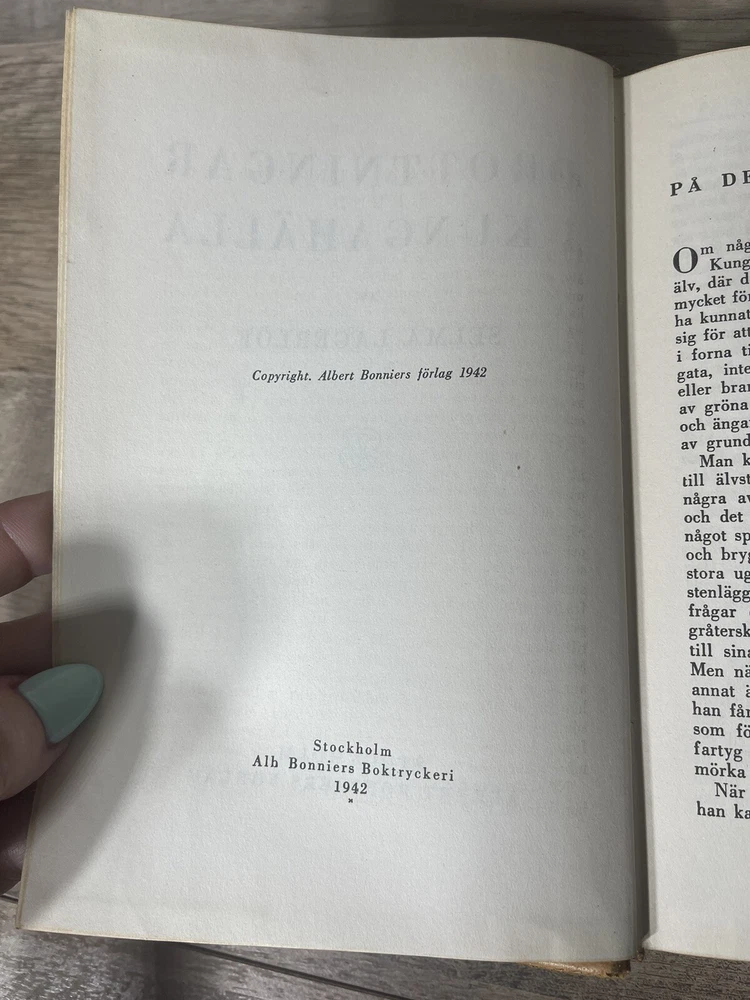 Copyright. Albert Bonniers förlag 1942
Stockholm
Alb Bonniers Boktryckeri
1942
PÅ DE
Om någ
Kung
älv, där d
mycket för
ha kunnat
sig för att
i forna ti
gata, inte
eller bran
av gröna
och ängar
av grund
Man k
till älvst
några av
och det
något sp
och bryg
stora ug
stenlägg
frågar
gråtersk
till sina
Men nä
annat ä
han får
som fö
fartyg
mörka
När
han ka